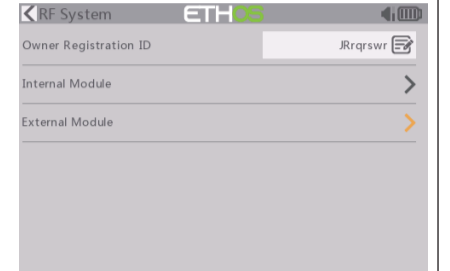 RF System ETHOS
Owner Registration ID JRrqrswr
Internal Module
External Module